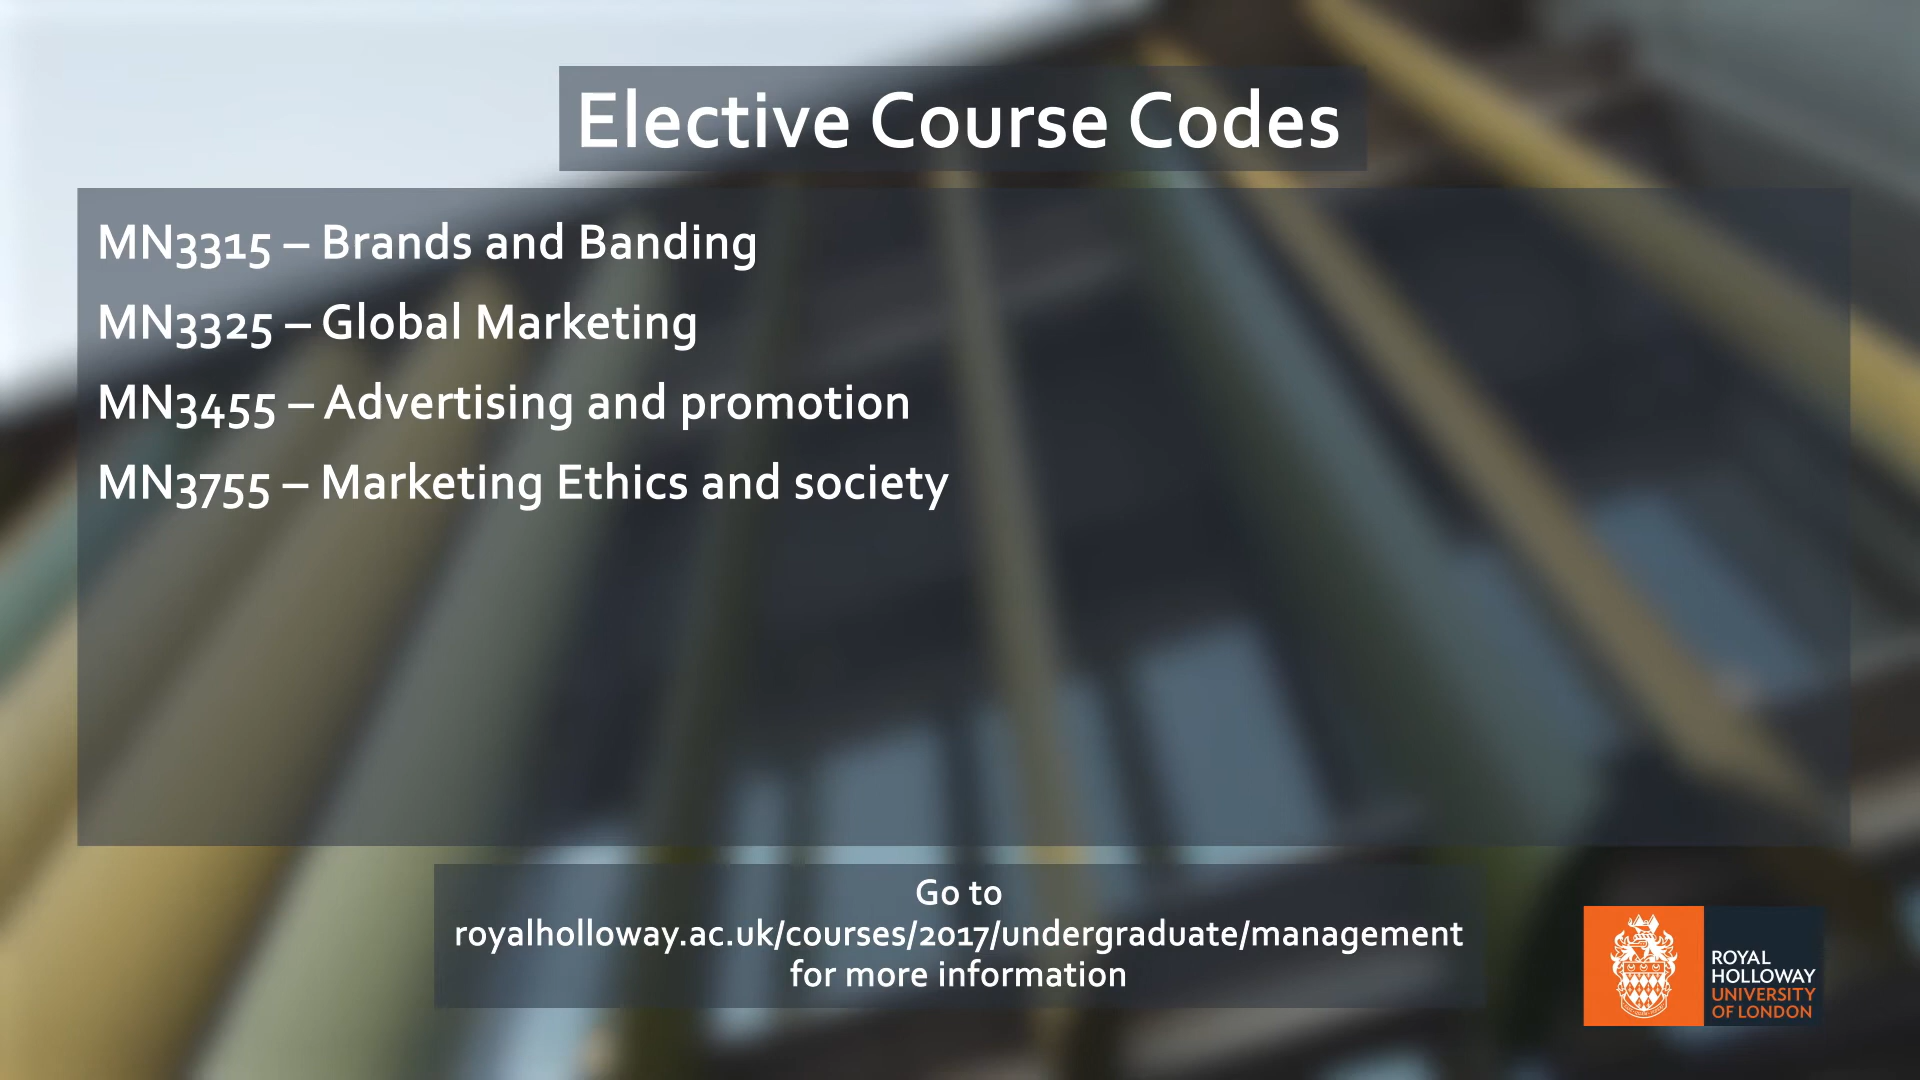 Elective Course Codes
MN3315 – Brands and Banding
MN3325 – Global Marketing
MN3455 – Advertising and promotion
MN3755 – Marketing Ethics and society
Go to
royalholloway.ac.uk/courses/2017/undergraduate/management
for more information
ROYAL
HOLLOWAY
UNIVERSITY
OF LONDON